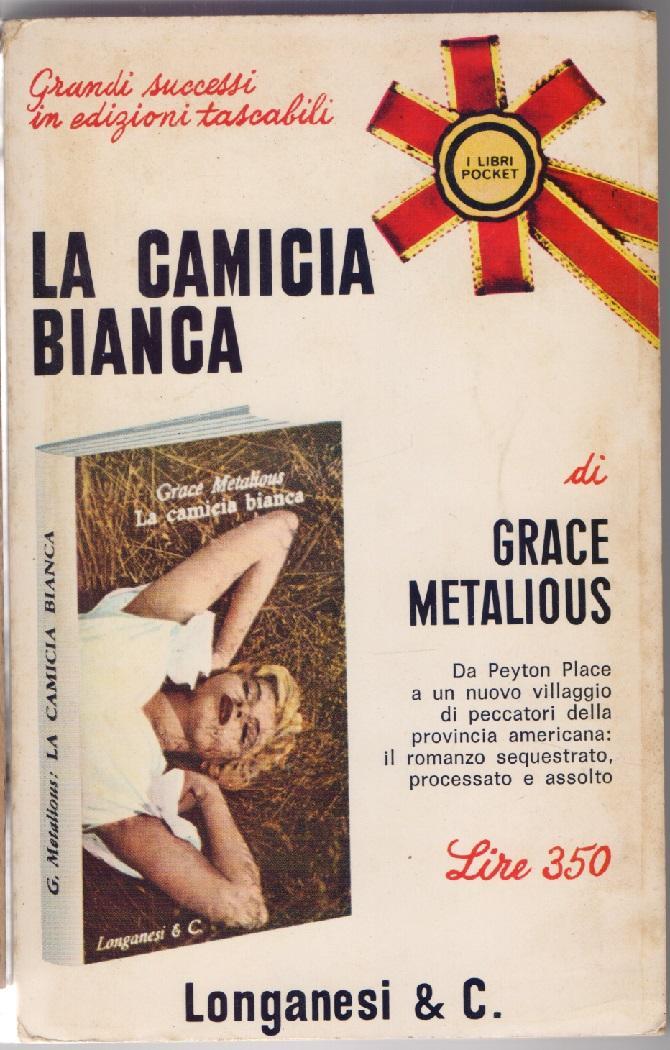 Grandi successi
in edizioni tascabili
I LIBRI
POCKET
LA CAMICIA
BIANCA
Grace Metalious
La camicia bianca
G. Metalious: LA CAMICIA BIANCA
Longanesi & C.
di
GRACE
METALIOUS
Da Peyton Place
a un nuovo villaggio
di peccatori della
provincia americana:
il romanzo sequestrato,
processato e assolto
Lire 350
Longanesi & C.